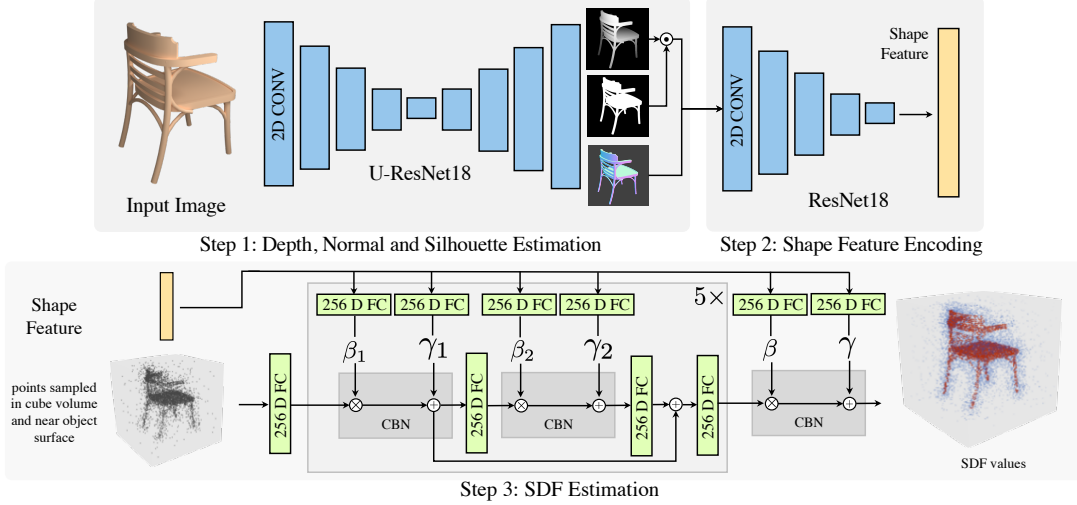 2D CONV
U-ResNet18
Input Image
Step 1: Depth, Normal and Silhouette Estimation
2D CONV
Shape
Feature
ResNet18
Step 2: Shape Feature Encoding
Shape
Feature
points sampled
in cube volume
and near object
surface
256 D FC
256 D FC
256 D FC
256 D FC
256 D FC
5×
256 D FC
256 D FC
β₁
γ₁
β₂
γ₂
β
γ
CBN
256 D FC
CBN
256 D FC
256 D FC
CBN
SDF values
Step 3: SDF Estimation